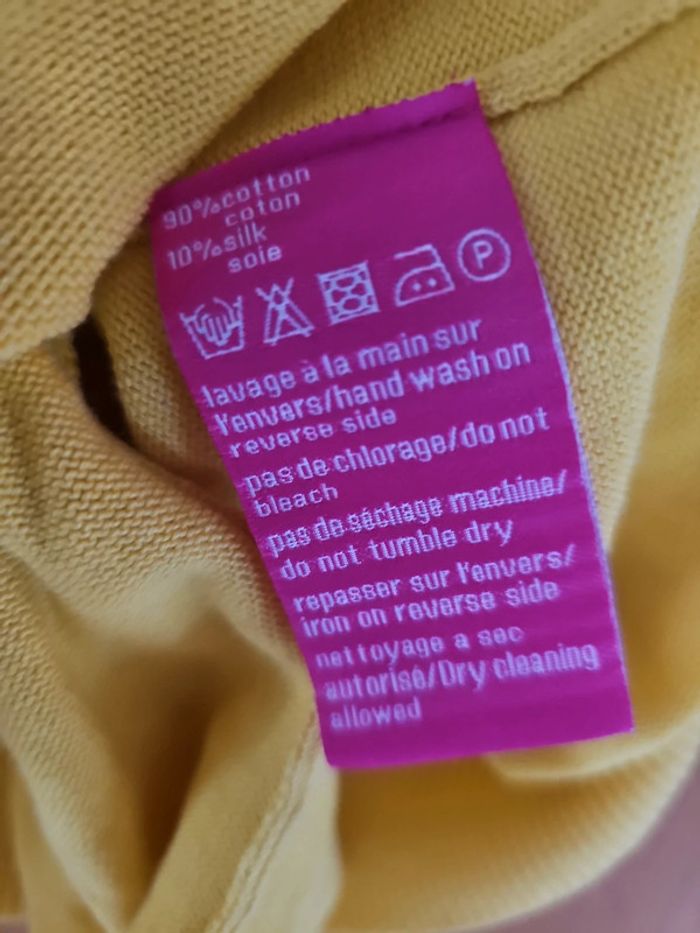 90%cotton
coton
10%silk
soie
P
lavage à la main sur
l'envers/hand wash on
reverse side
pas de chlorage/do not
bleach
pas de séchage machine/
do not tumble dry
repasser sur l'envers/
iron on reverse side
nettoyage a sec
autorisé/Dry cleaning
allowed